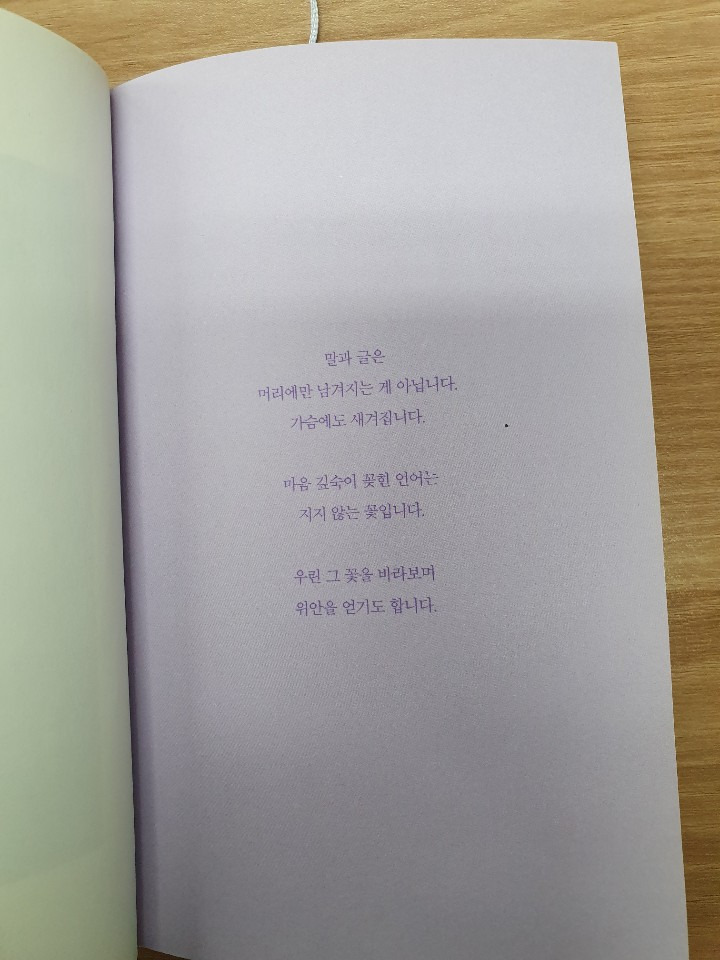 말과 글은
머리에만 남겨지는 게 아닙니다.
가슴에도 새겨집니다.
마음 깊숙이 꽂힌 언어는
지지 않는 꽃입니다.
우린 그 꽃을 바라보며
위안을 얻기도 합니다.